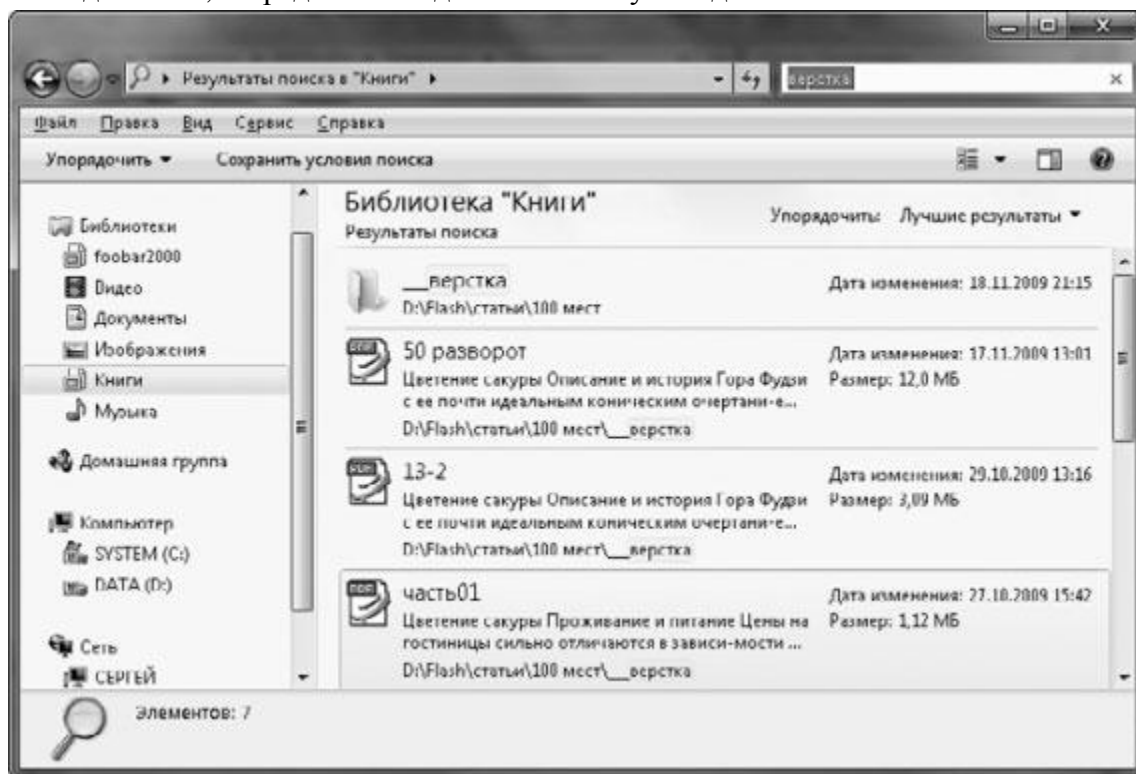 Результаты поиска в "Книги"
верстка
Файл Правка Вид Сервис Справка
Упорядочить Сохранить условия поиска
Библиотеки
foobar2000
Видео
Документы
Изображения
Книги
Музыка
Домашняя группа
Компьютер
SYSTEM (C:)
DATA (D:)
Сеть
СЕРГЕЙ
Библиотека "Книги"
Результаты поиска
Упорядочить: Лучшие результаты
__верстка
D:\Flash\статьи\100 мест
Дата изменения: 18.11.2009 21:15
50 разворот
Цветение сакуры Описание и история Гора Фудзи
с ее почти идеальным коническим очертани-е...
D:\Flash\статьи\100 мест\__верстка
Дата изменения: 17.11.2009 13:01
Размер: 12,0 МБ
13-2
Цветение сакуры Описание и история Гора Фудзи
с ее почти идеальным коническим очертани-е...
D:\Flash\статьи\100 мест\__верстка
Дата изменения: 29.10.2009 13:16
Размер: 3,09 МБ
часть01
Цветение сакуры Проживание и питание Цены на
гостиницы сильно отличаются в зависи-мости ...
D:\Flash\статьи\100 мест\__верстка
Дата изменения: 27.10.2009 15:42
Размер: 1,12 МБ
Элементов: 7